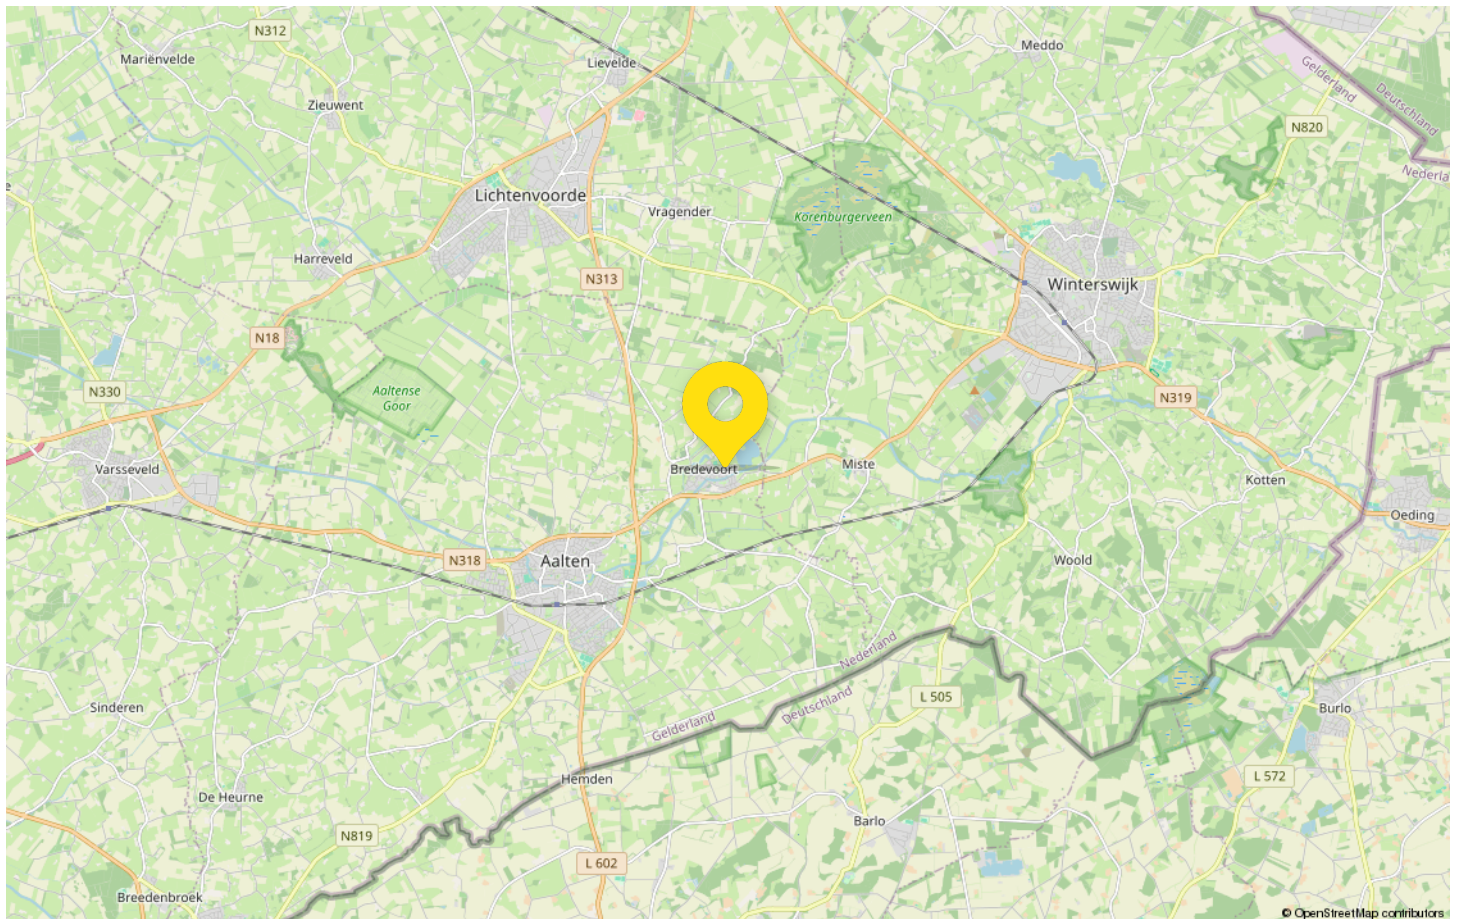 N312
Mariënvelde
Lievelde
Meddo
Zieuwent
Gelderland
Deutschland
N820
Nederla
e
Lichtenvoorde
Vragender
Korenburgerveen
Harreveld
N313
Winterswijk
N18
N330
Aaltense
Goor
N319
Varsseveld
Bredevoort
Miste
Kotten
Oeding
N318
Aalten
Woold
Nederland
Deutschland
Gelderland
L 505
Sinderen
Burlo
Hemden
L 572
De Heurne
N819
Barlo
L 602
Breedenbroek
© OpenStreetMap contributors